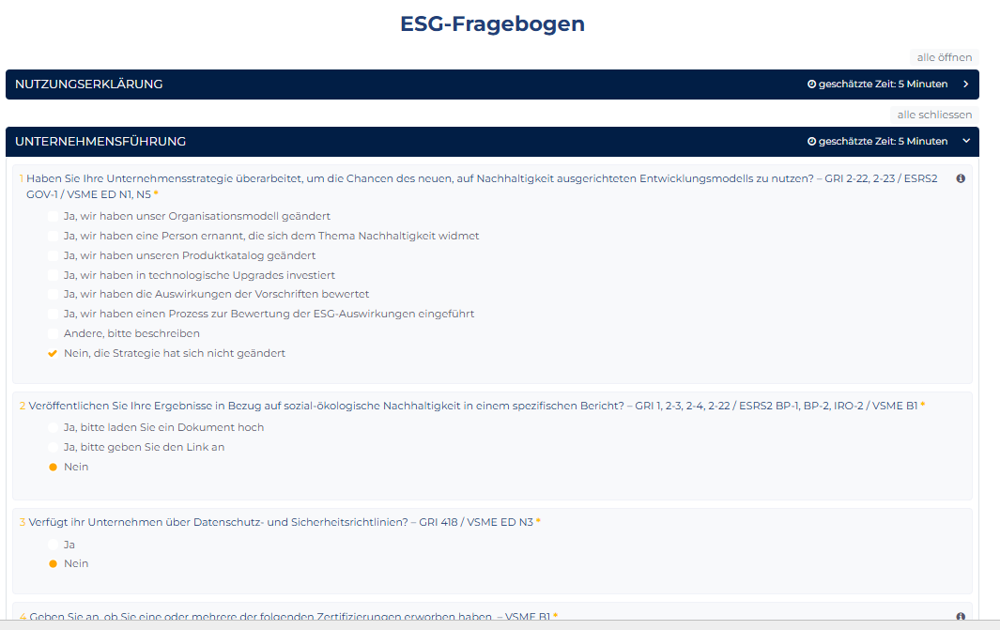 ESG-Fragebogen
alle öffnen
NUTZUNGSERKLÄRUNG geschätzte Zeit: 5 Minuten
alle schliessen
UNTERNEHMENSFÜHRUNG geschätzte Zeit: 5 Minuten
1 Haben Sie Ihre Unternehmensstrategie überarbeitet, um die Chancen des neuen, auf Nachhaltigkeit ausgerichteten Entwicklungsmodells zu nutzen? – GRI 2-22, 2-23 / ESRS2
GOV-1 / VSME ED N1, N5 *
Ja, wir haben unser Organisationsmodell geändert
Ja, wir haben eine Person ernannt, die sich dem Thema Nachhaltigkeit widmet
Ja, wir haben unseren Produktkatalog geändert
Ja, wir haben in technologische Upgrades investiert
Ja, wir haben die Auswirkungen der Vorschriften bewertet
Ja, wir haben einen Prozess zur Bewertung der ESG-Auswirkungen eingeführt
Andere, bitte beschreiben
Nein, die Strategie hat sich nicht geändert
2 Veröffentlichen Sie Ihre Ergebnisse in Bezug auf sozial-ökologische Nachhaltigkeit in einem spezifischen Bericht? – GRI 1, 2-3, 2-4, 2-22 / ESRS2 BP-1, BP-2, IRO-2 / VSME B1 *
Ja, bitte laden Sie ein Dokument hoch
Ja, bitte geben Sie den Link an
Nein
3 Verfügt ihr Unternehmen über Datenschutz- und Sicherheitsrichtlinien? – GRI 418 / VSME ED N3 *
Ja
Nein
4 Geben Sie an, ob Sie eine oder mehrere der folgenden Zertifizierungen erworben haben. – VSME B1 *